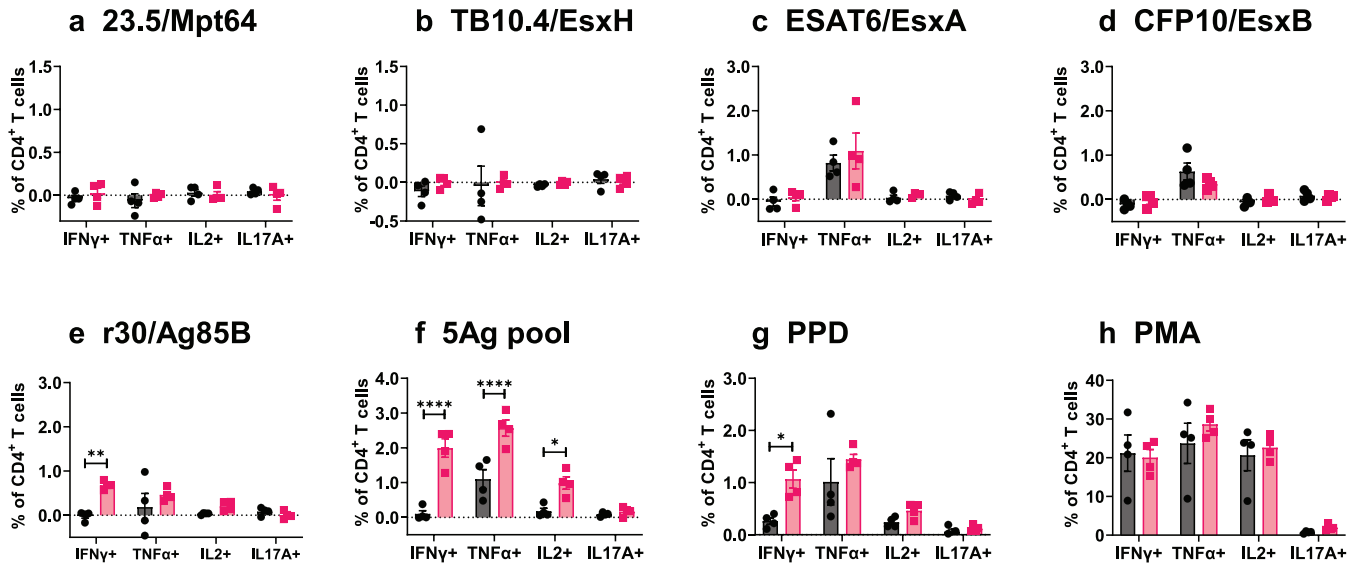 a 23.5/Mpt64
% of CD4⁺ T cells
1.5
1.0
0.5
0.0
IFNγ+ TNFα+ IL2+ IL17A+
b TB10.4/EsxH
% of CD4⁺ T cells
1.5
1.0
0.5
0.0
-0.5
IFNγ+ TNFα+ IL2+ IL17A+
c ESAT6/EsxA
% of CD4⁺ T cells
3.0
2.0
1.0
0.0
IFNγ+ TNFα+ IL2+ IL17A+
d CFP10/EsxB
% of CD4⁺ T cells
3.0
2.0
1.0
0.0
IFNγ+ TNFα+ IL2+ IL17A+
e r30/Ag85B
% of CD4⁺ T cells
3.0
2.0
1.0
0.0
**
IFNγ+ TNFα+ IL2+ IL17A+
f 5Ag pool
% of CD4⁺ T cells
4.0
3.0
2.0
1.0
0.0
**** **** *
IFNγ+ TNFα+ IL2+ IL17A+
g PPD
% of CD4⁺ T cells
3.0
2.0
1.0
0.0
*
IFNγ+ TNFα+ IL2+ IL17A+
h PMA
% of CD4⁺ T cells
40
30
20
10
0
IFNγ+ TNFα+ IL2+ IL17A+